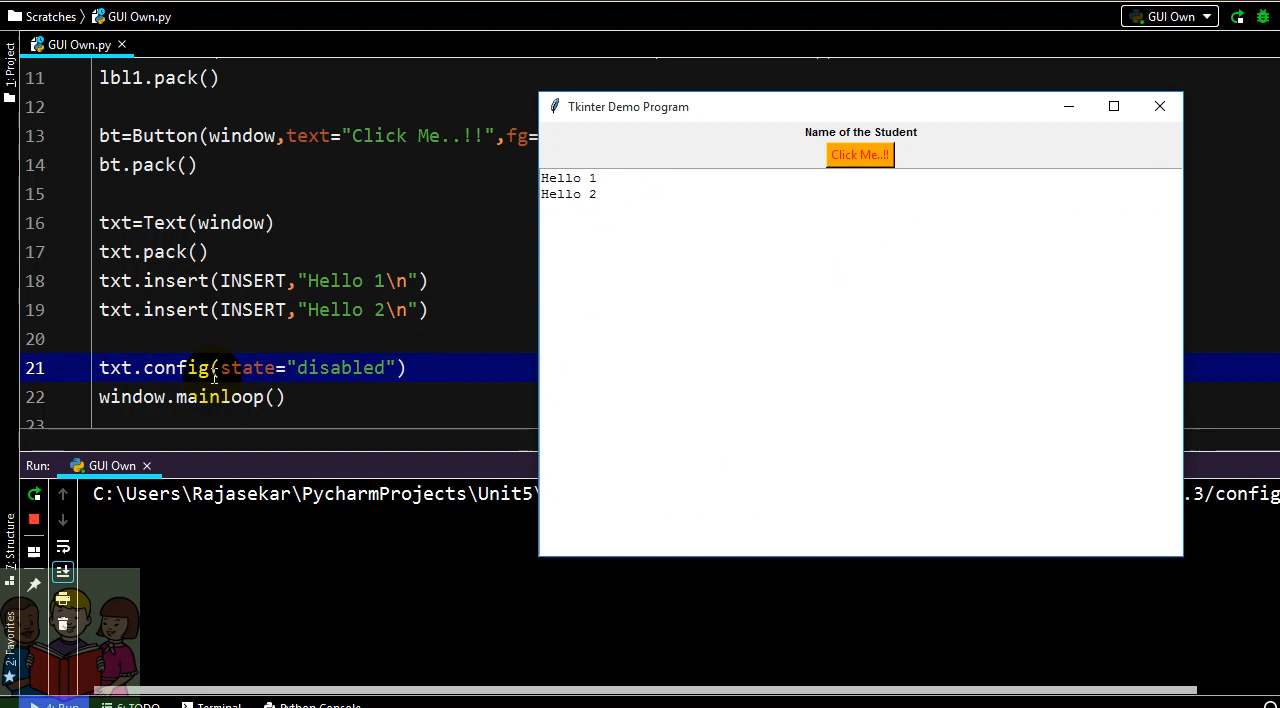 Scratches GUI Own.py GUI Own
GUI Own.py
1: Project
11 lbl1.pack()
12
13 bt=Button(window,text="Click Me..!!",fg=
14 bt.pack()
15
16 txt=Text(window)
17 txt.pack()
18 txt.insert(INSERT,"Hello 1\n")
19 txt.insert(INSERT,"Hello 2\n")
20
21 txt.config(state="disabled")
22 window.mainloop()
23
Tkinter Demo Program
Name of the Student
Click Me..!!
Hello 1
Hello 2
Run: GUI Own
C:\Users\Rajasekar\PycharmProjects\Unit5\ .3/config
7: Structure
2: Favorites
4: Run 6: TODO Terminal Python Console